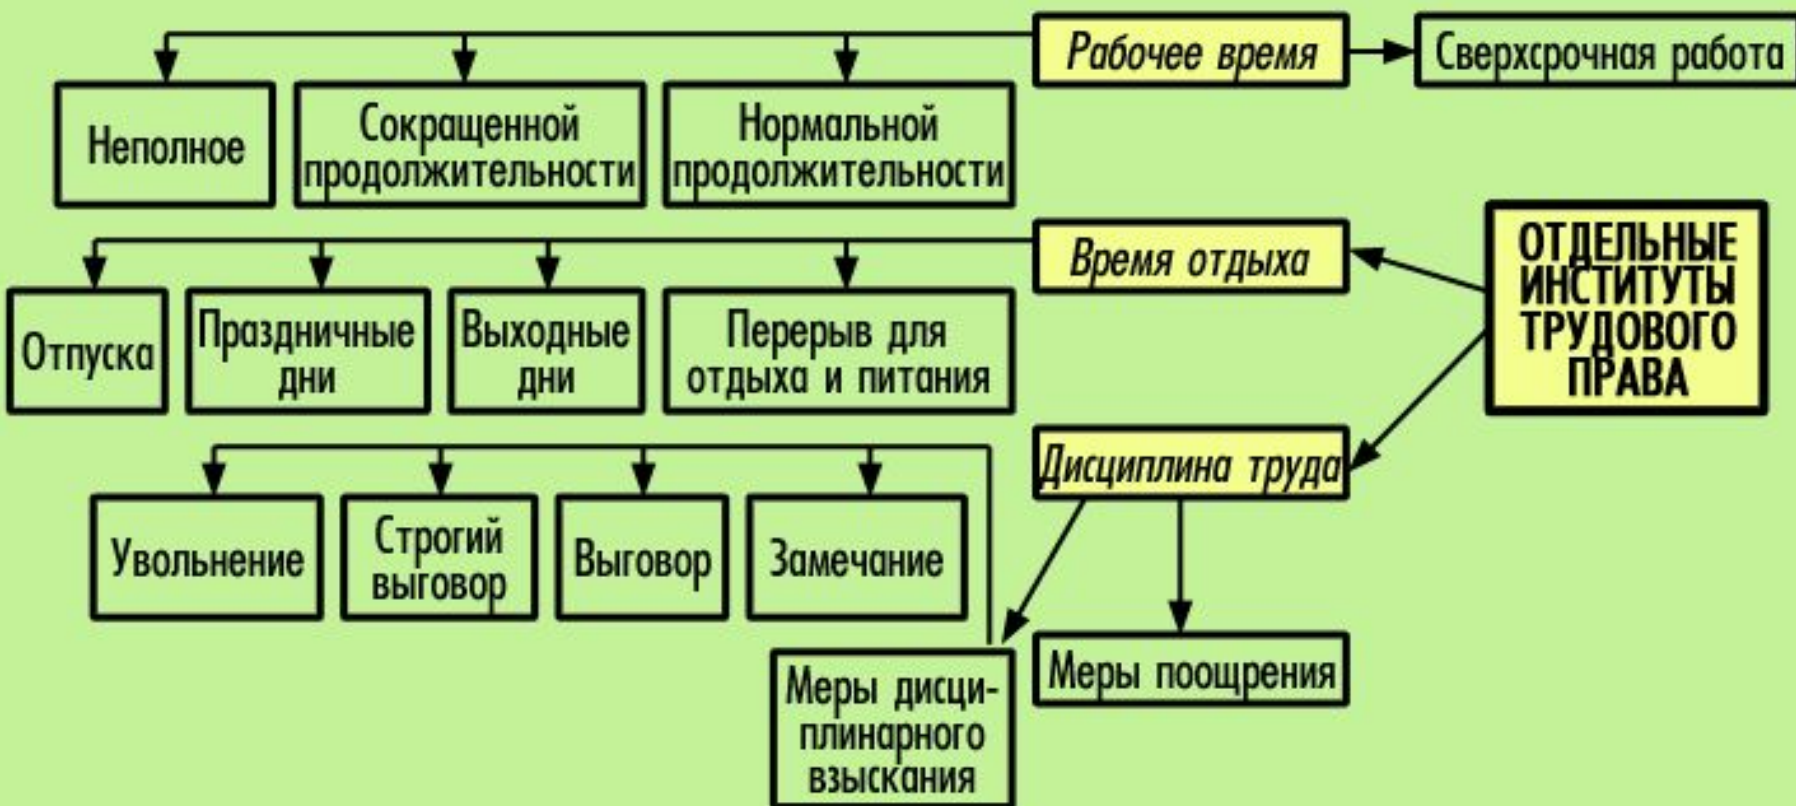 Рабочее время
Сверхсрочная работа
Неполное
Сокращенной
продолжительности
Нормальной
продолжительности
Время отдыха
ОТДЕЛЬНЫЕ
ИНСТИТУТЫ
ТРУДОВОГО
ПРАВА
Отпуска
Праздничные
дни
Выходные
дни
Перерыв для
отдыха и питания
Дисциплина труда
Увольнение
Строгий
выговор
Выговор
Замечание
Меры дисци-
плинарного
взыскания
Меры поощрения